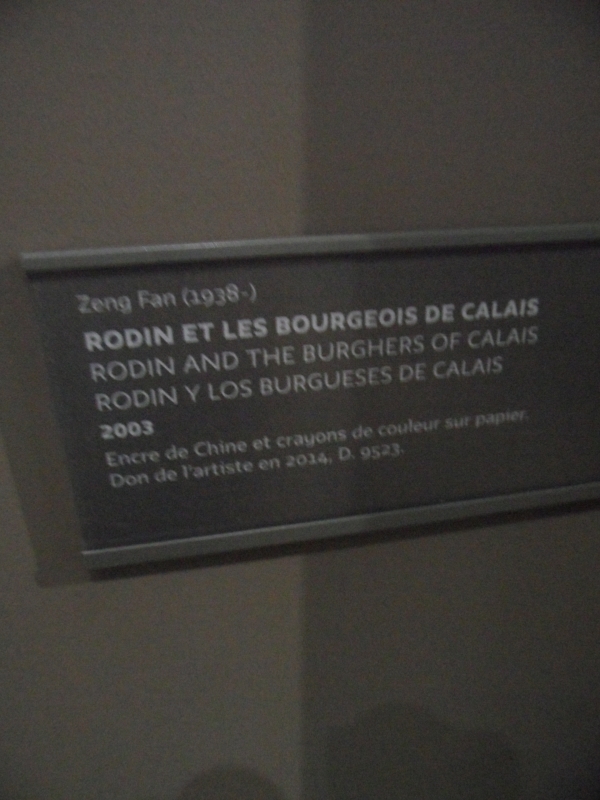 Zeng Fan (1938-)
RODIN ET LES BOURGEOIS DE CALAIS
RODIN AND THE BURGHERS OF CALAIS
RODIN Y LOS BURGUESES DE CALAIS
2003
Encre de Chine et crayons de couleur sur papier.
Don de l'artiste en 2014, D. 9523.